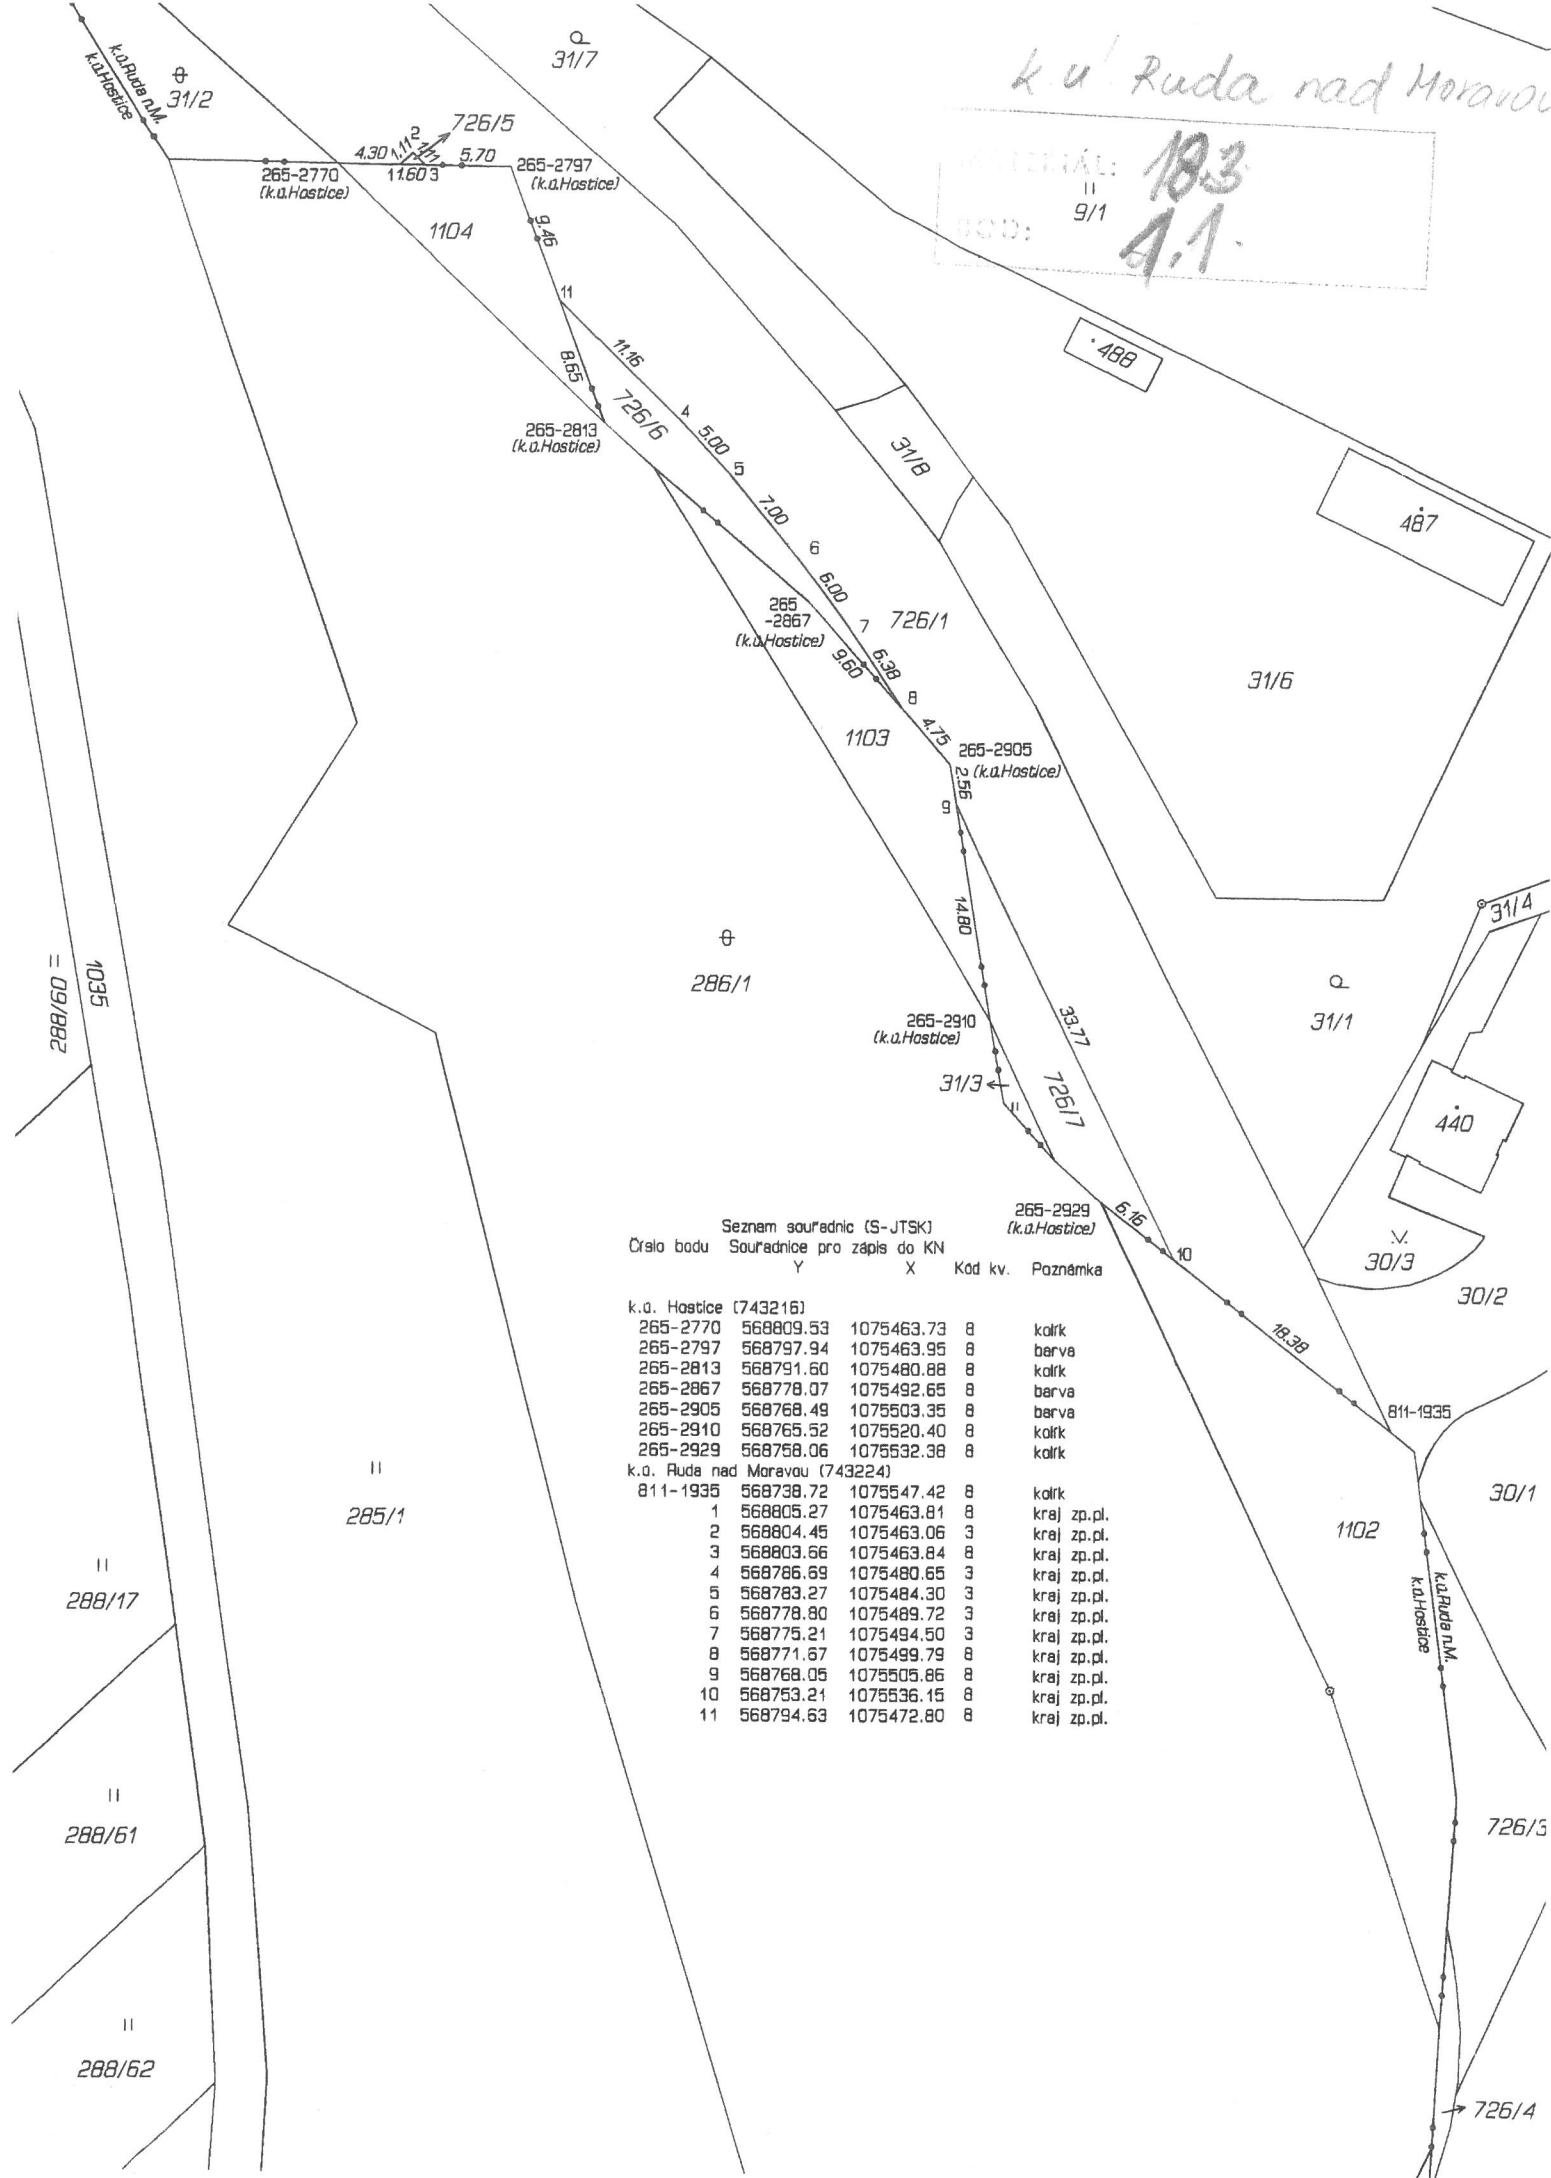 k.ú. Ruda nad Moravou
k.ú.Ruda n.M.
k.ú.Hostice
31/2
31/7
726/5
4.30 1.11 2 1.11 5.70
11.60 3
265-2770
(k.ú.Hostice)
265-2797
(k.ú.Hostice)
18.3
9/1
4.1.
1104
9.46
11
11.16
8.65
488
726/6
4
5.00
265-2813
(k.ú.Hostice)
5
31/8
7.00
487
6
6.00
265
-2867
(k.ú.Hostice)
7
726/1
9.60
6.38
8
31/6
1103
4.75
265-2905
(k.ú.Hostice)
2.56
9
14.80
31/4
286/1
1035
288/60
31/1
265-2910
(k.ú.Hostice)
33.77
31/3
726/7
440
265-2929
(k.ú.Hostice)
6.16
10
30/3
30/2
18.38
811-1935
30/1
1102
k.ú.Ruda n.M.
k.ú.Hostice
Seznam souřadnic (S-JTSK)
Číslo bodu Souřadnice pro zápis do KN
Y X Kód kv. Poznámka
k.ú. Hostice (743216)
265-2770 568809.53 1075463.73 8 kolík
265-2797 568797.94 1075463.95 8 barva
265-2813 568791.60 1075480.88 8 kolík
265-2867 568778.07 1075492.65 8 barva
265-2905 568768.49 1075503.35 8 barva
265-2910 568765.52 1075520.40 8 kolík
265-2929 568758.06 1075532.38 8 kolík
k.ú. Ruda nad Moravou (743224)
811-1935 568738.72 1075547.42 8 kolík
1 568805.27 1075463.81 8 kraj zp.pl.
2 568804.45 1075463.06 3 kraj zp.pl.
3 568803.66 1075463.84 8 kraj zp.pl.
4 568786.69 1075480.65 3 kraj zp.pl.
5 568783.27 1075484.30 3 kraj zp.pl.
6 568778.80 1075489.72 3 kraj zp.pl.
7 568775.21 1075494.50 3 kraj zp.pl.
8 568771.67 1075499.79 8 kraj zp.pl.
9 568768.05 1075505.86 8 kraj zp.pl.
10 568753.21 1075536.15 8 kraj zp.pl.
11 568794.63 1075472.80 8 kraj zp.pl.
285/1
288/17
288/61
726/3
288/62
726/4